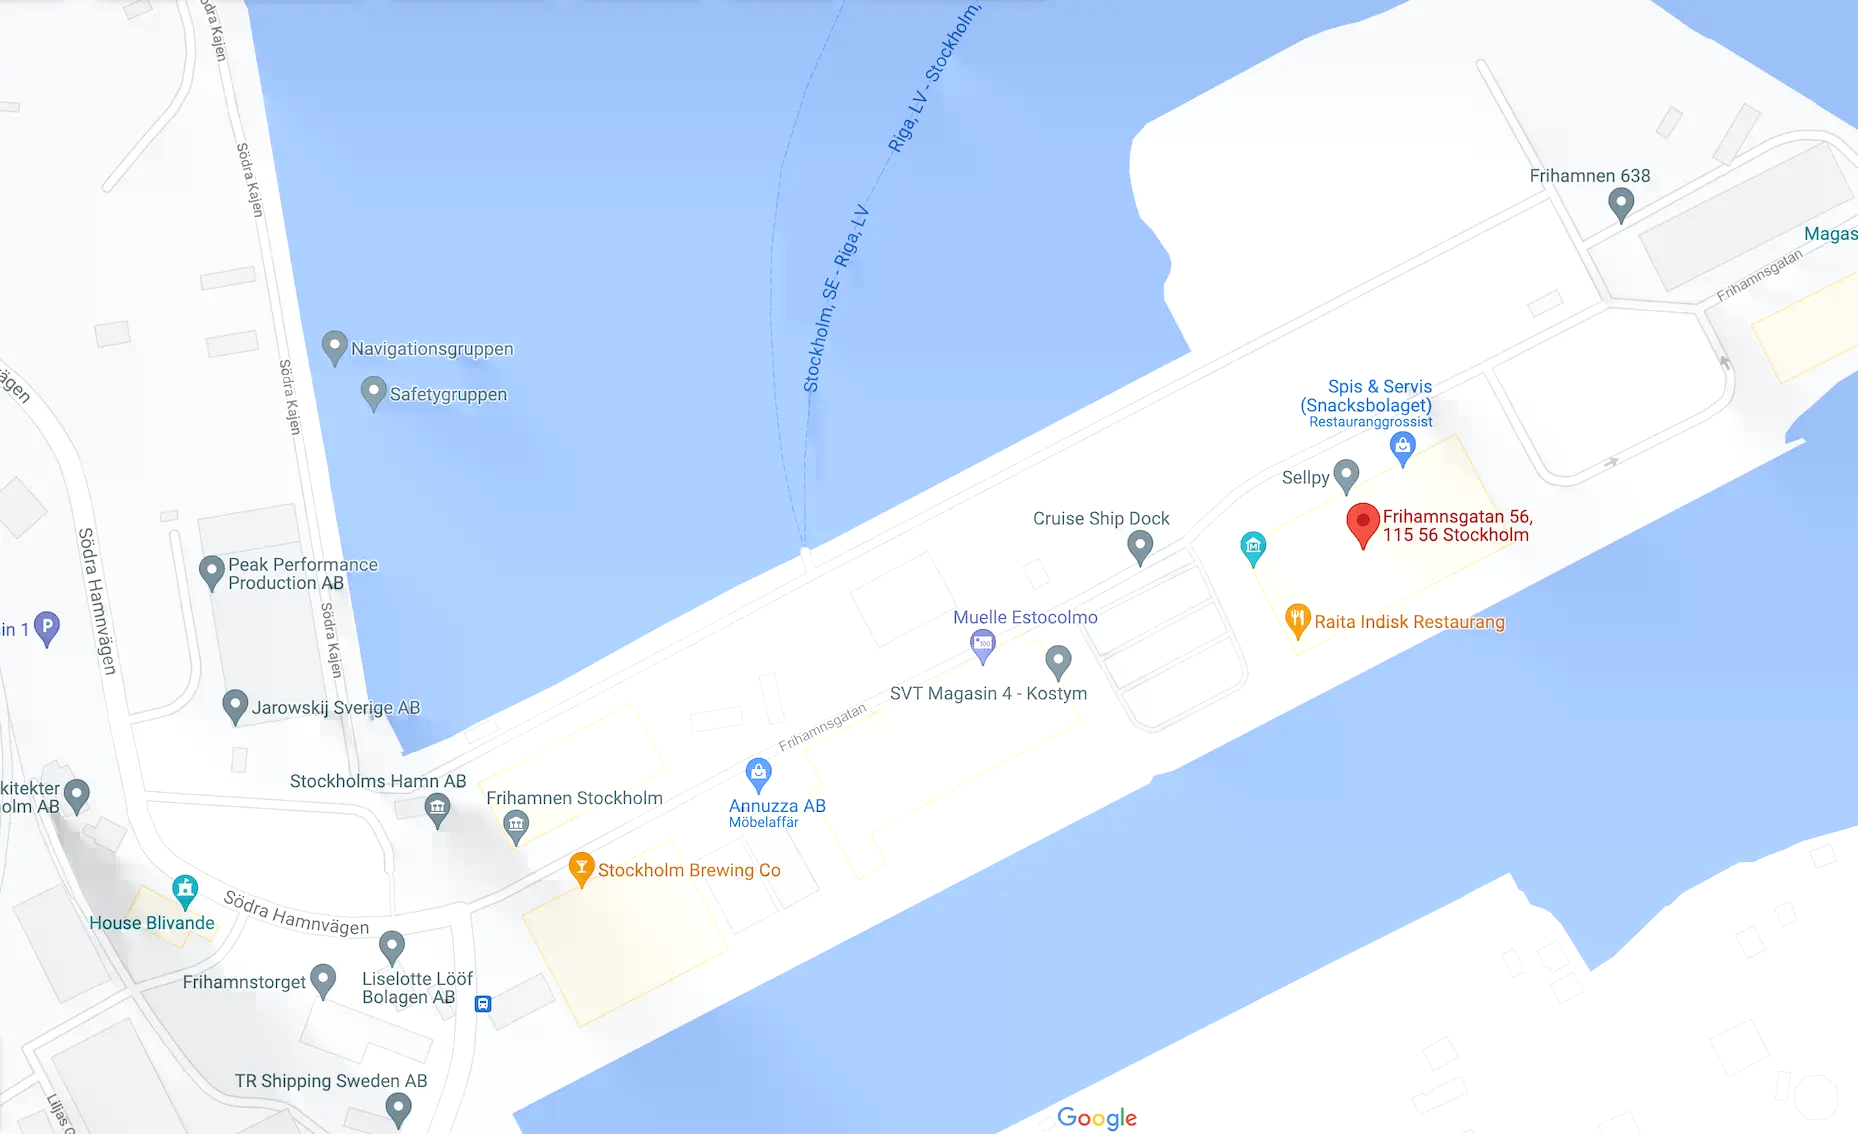 Södra Kajen
Riga, LV - Stockholm,
Södra Kajen
Frihamnen 638
Magas
Frihamnsgatan
Stockholm, SE - Riga, LV
Navigationsgruppen
Safetygruppen
Södra Kajen
ägen
Spis & Servis
(Snacksbolaget)
Restauranggrossist
Sellpy
Frihamnsgatan 56,
115 56 Stockholm
Cruise Ship Dock
Södra Hamnvägen
Peak Performance
Production AB
in 1
P
Södra Kajen
Muelle Estocolmo
Raita Indisk Restaurang
SVT Magasin 4 - Kostym
Jarowskij Sverige AB
Frihamnsgatan
Stockholms Hamn AB
kitekter
olm AB
Frihamnen Stockholm
Annuzza AB
Möbelaffär
Stockholm Brewing Co
House Blivande
Södra Hamnvägen
Frihamnstorget
Liselotte Lööf
Bolagen AB
TR Shipping Sweden AB
Liljas G
Google